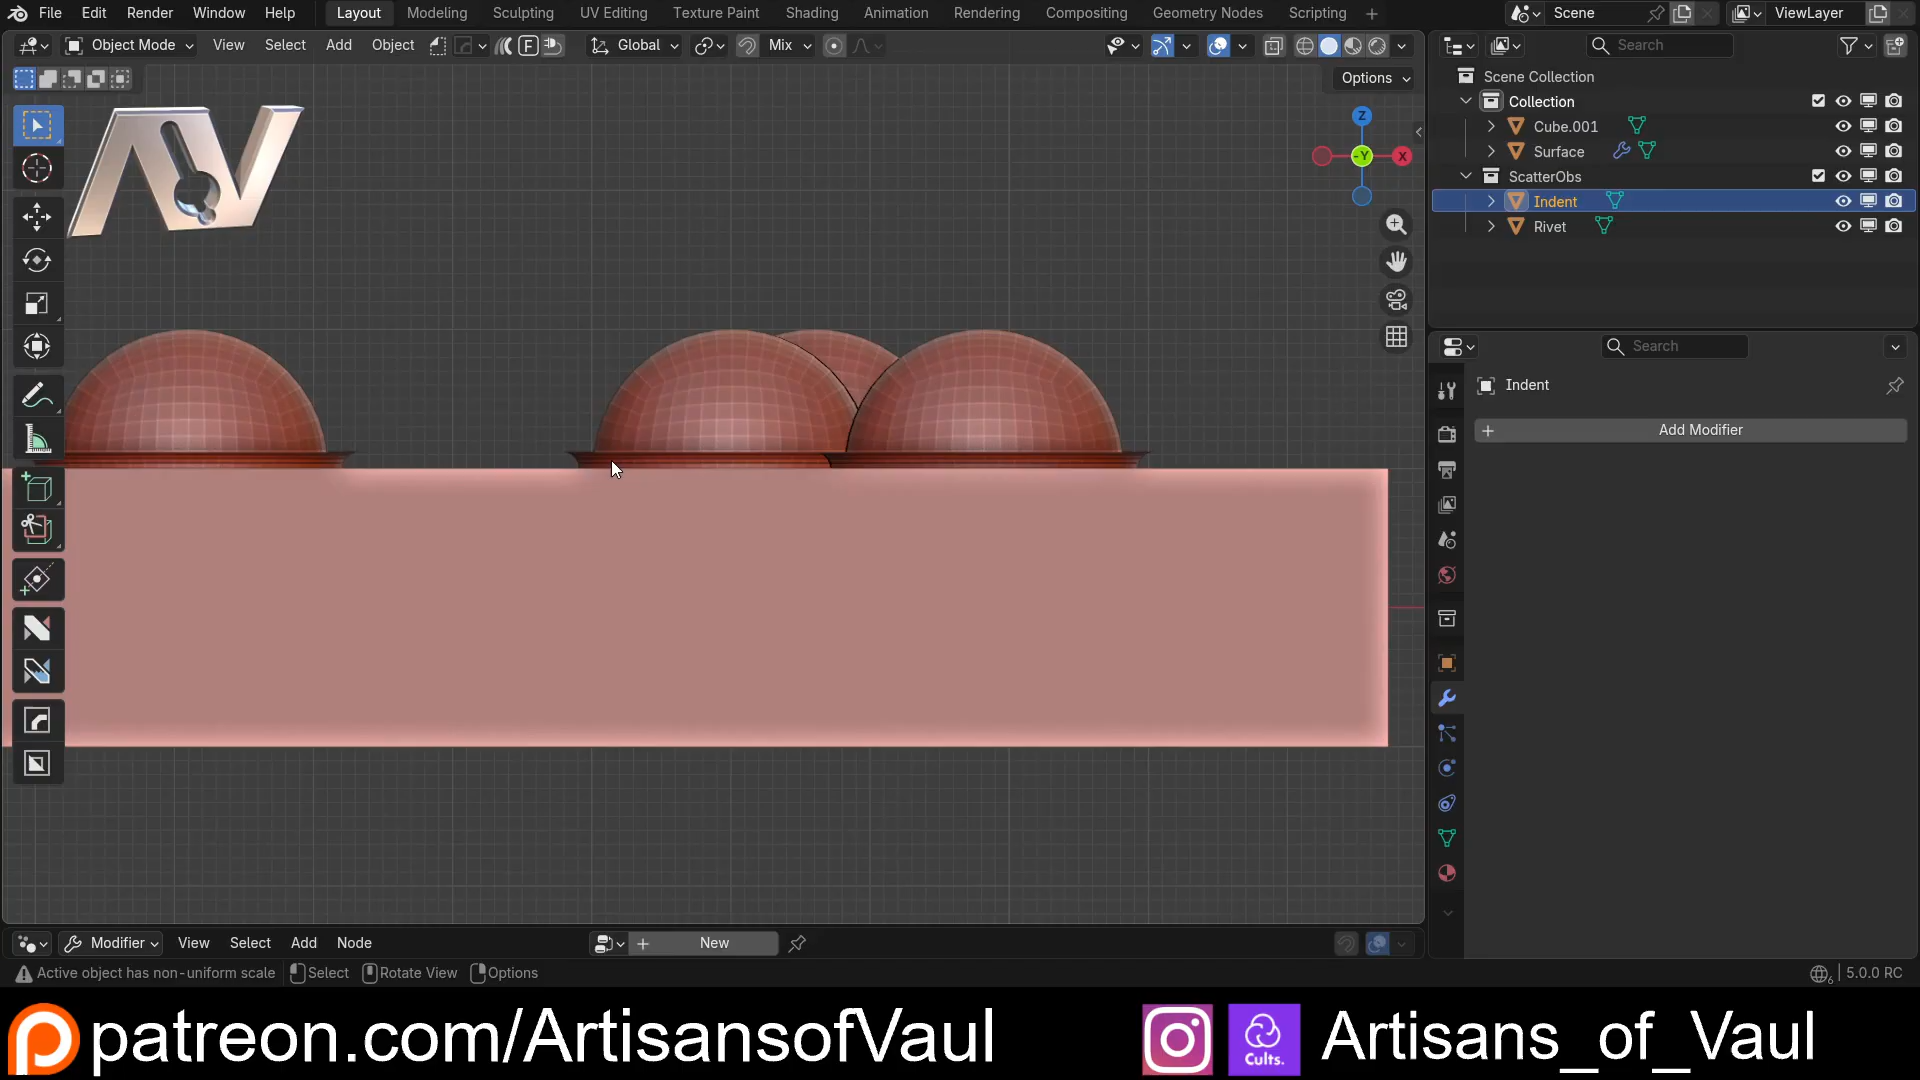 File Edit Render Window Help Layout Modeling Sculpting UV Editing Texture Paint Shading Animation Rendering Compositing Geometry Nodes Scripting + Scene ViewLayer
Object Mode View Select Add Object F Global Mix Search
Options
Scene Collection
Collection
Cube.001
Surface
ScatterObs
Indent
Rivet
AV
Z
-Y X
Search
Indent
+ Add Modifier
Modifier View Select Add Node + New
Active object has non-uniform scale Select Rotate View Options 5.0.0 RC
patreon.com/ArtisansofVaul Cults. Artisans_of_Vaul